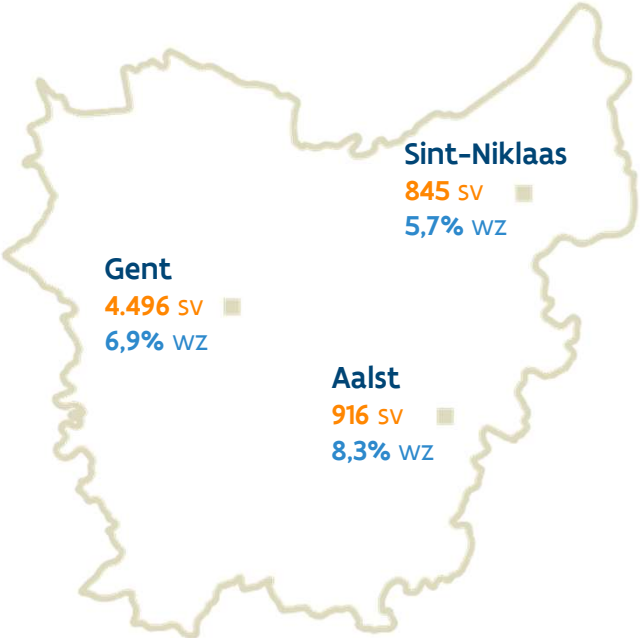 Sint-Niklaas
845 SV
5,7% WZ
Gent
4.496 SV
6,9% WZ
Aalst
916 SV
8,3% WZ